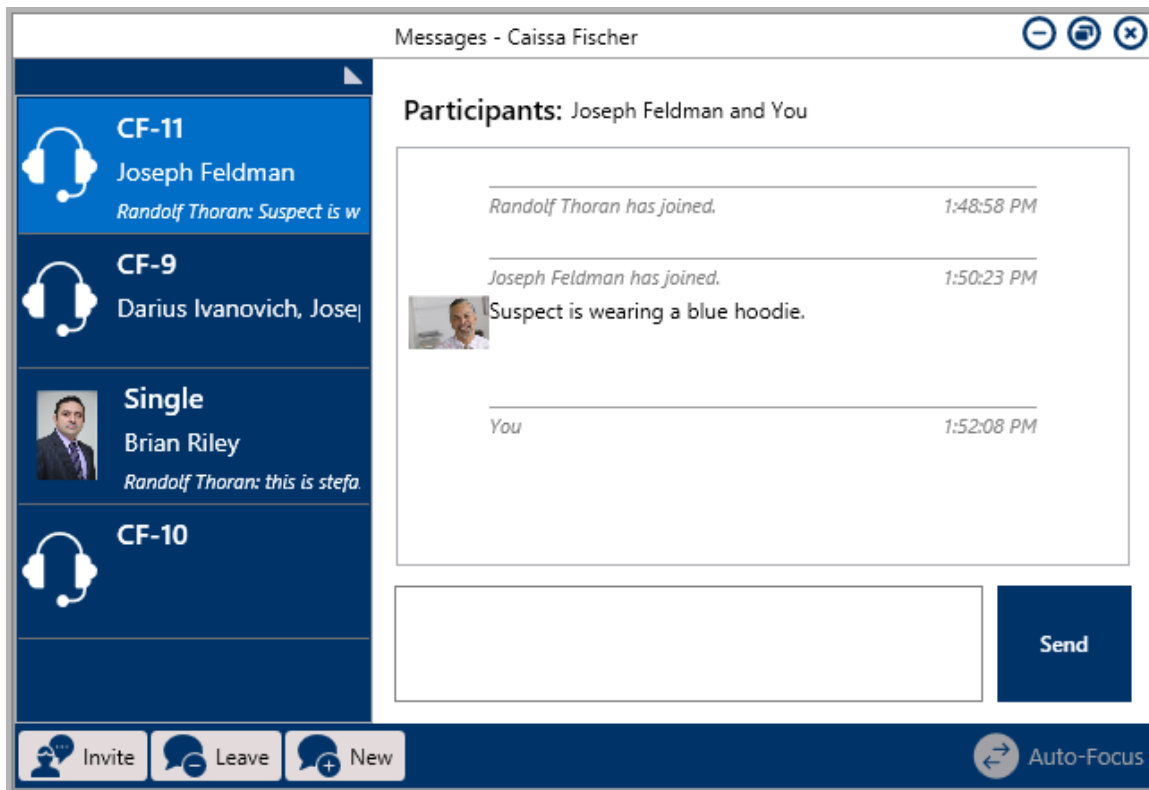 Messages - Caissa Fischer
CF-11
Joseph Feldman
Randolf Thoran: Suspect is w
CF-9
Darius Ivanovich, Josep
Single
Brian Riley
Randolf Thoran: this is stefa
CF-10
Participants: Joseph Feldman and You
Randolf Thoran has joined. 1:48:58 PM
Joseph Feldman has joined. 1:50:23 PM
Suspect is wearing a blue hoodie.
You 1:52:08 PM
Send
Invite Leave New Auto-Focus